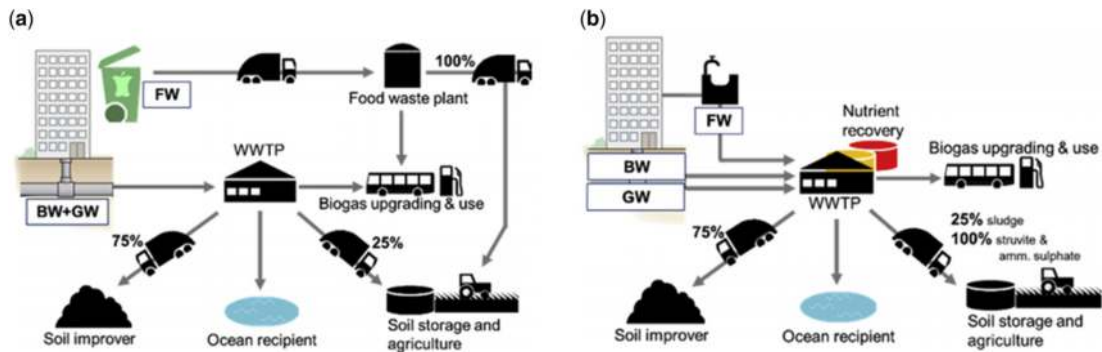 (a)
FW
100%
Food waste plant
WWTP
BW+GW
Biogas upgrading & use
75%
25%
Soil improver
Ocean recipient
Soil storage and
agriculture
(b)
FW
Nutrient
recovery
BW
GW
Biogas upgrading & use
WWTP
75%
25% sludge
100% struvite &
amm. sulphate
Soil improver
Ocean recipient
Soil storage and
agriculture